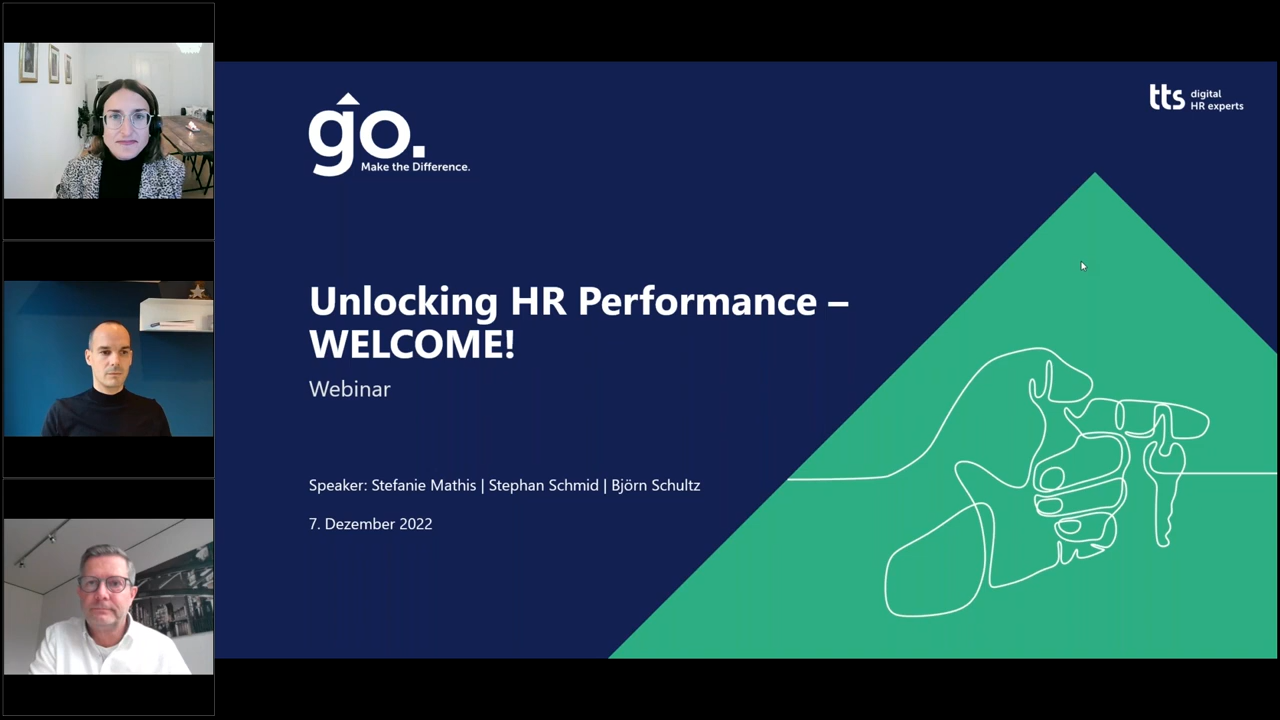 go.
Make the Difference.
tts digital
HR experts
Unlocking HR Performance –
WELCOME!
Webinar
Speaker: Stefanie Mathis | Stephan Schmid | Björn Schultz
7. Dezember 2022